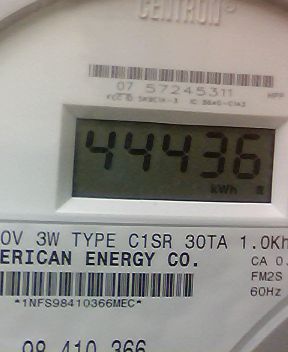 CENTRON
07 57245311
44436
kWh
0V 3W TYPE C1SR 30TA 1.0Kh
ERICAN ENERGY CO.
CA 0.
FM2S
60Hz
*1NFS98410366MEC*
98 410 366